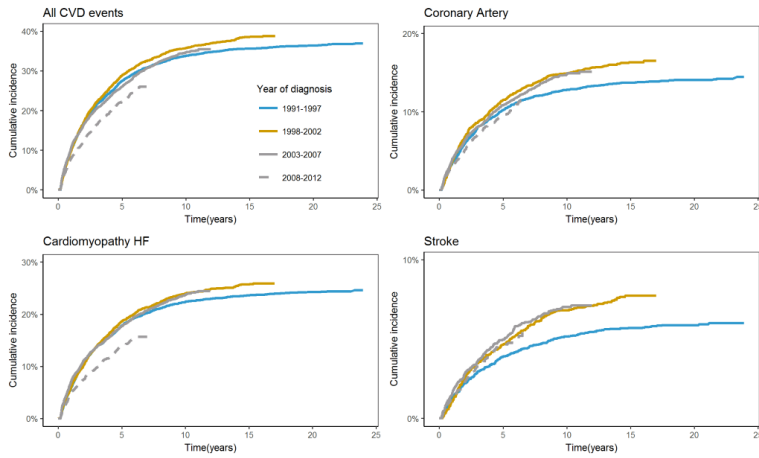 All CVD events
40%
30%
20%
10%
0%
Cumulative incidence
0 5 10 15 20 25
Time(years)
Year of diagnosis
1991-1997
1998-2002
2003-2007
2008-2012
Coronary Artery
20%
10%
0%
Cumulative incidence
0 5 10 15 20 25
Time(years)
Cardiomyopathy HF
30%
20%
10%
0%
Cumulative incidence
0 5 10 15 20 25
Time(years)
Stroke
10%
0%
Cumulative incidence
0 5 10 15 20 25
Time(years)